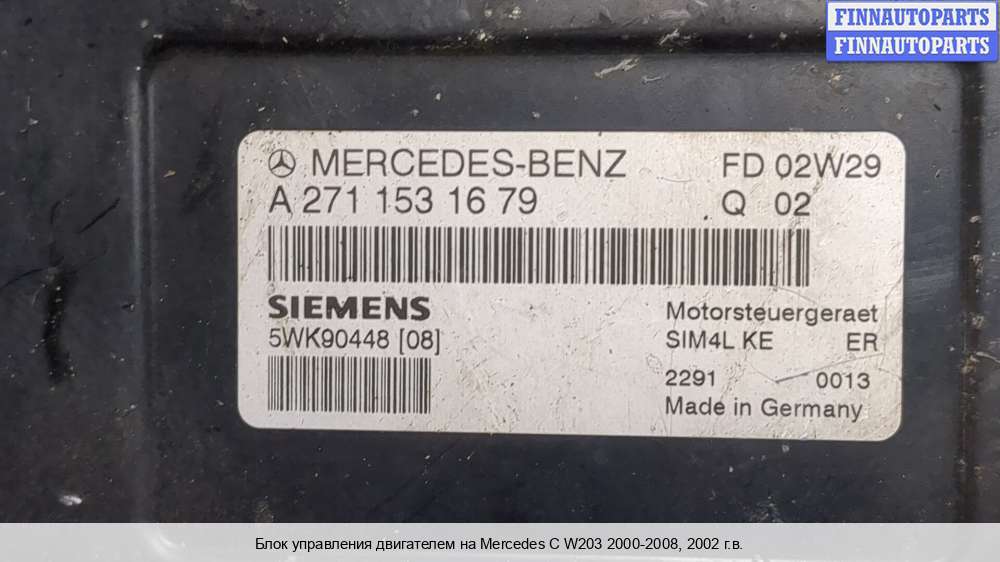 FINNAUTOPARTS
FINNAUTOPARTS
MERCEDES-BENZ FD 02W29
A 271 153 16 79 Q 02
SIEMENS Motorsteuergeraet
5WK90448 [08] SIM4L KE ER
2291 0013
Made in Germany
Блок управления двигателем на Mercedes C W203 2000-2008, 2002 г.в.